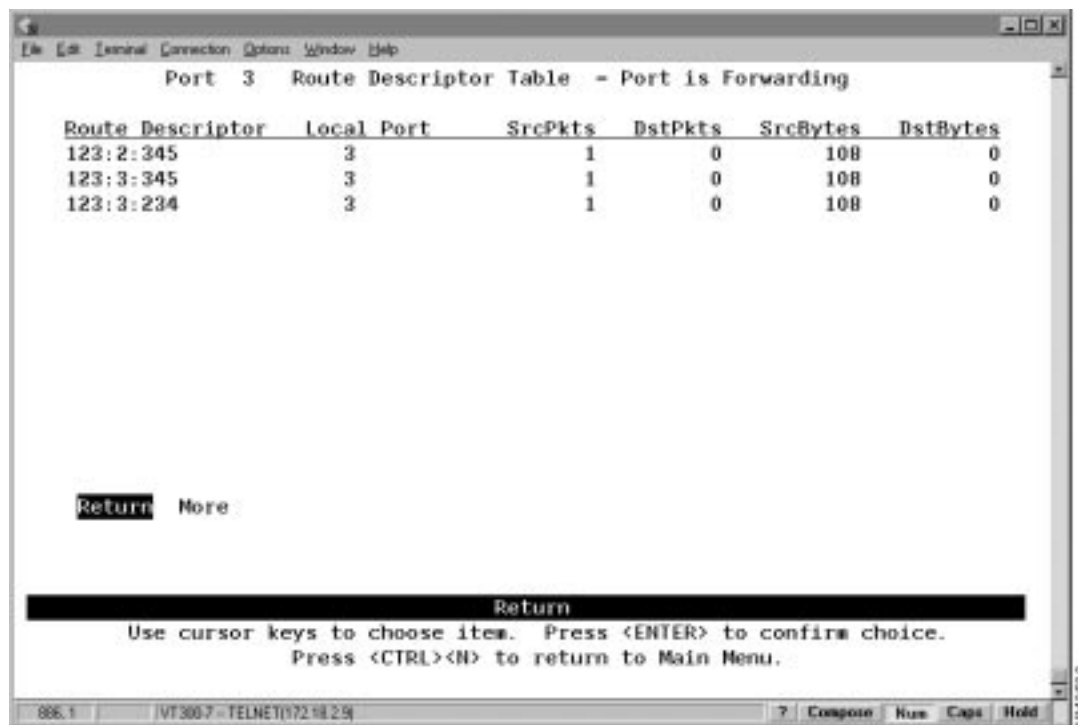 File Edit Terminal Connection Options Window Help
Port 3 Route Descriptor Table - Port is Forwarding
Route Descriptor Local Port SrcPkts DstPkts SrcBytes DstBytes
123:2:345 3 1 0 108 0
123:3:345 3 1 0 108 0
123:3:234 3 1 0 108 0
Return More
Return
Use cursor keys to choose item. Press <ENTER> to confirm choice.
Press <CTRL><N> to return to Main Menu.
VT300-7 - TELNET(172.18.2.9) ? Compose Num Caps Hold